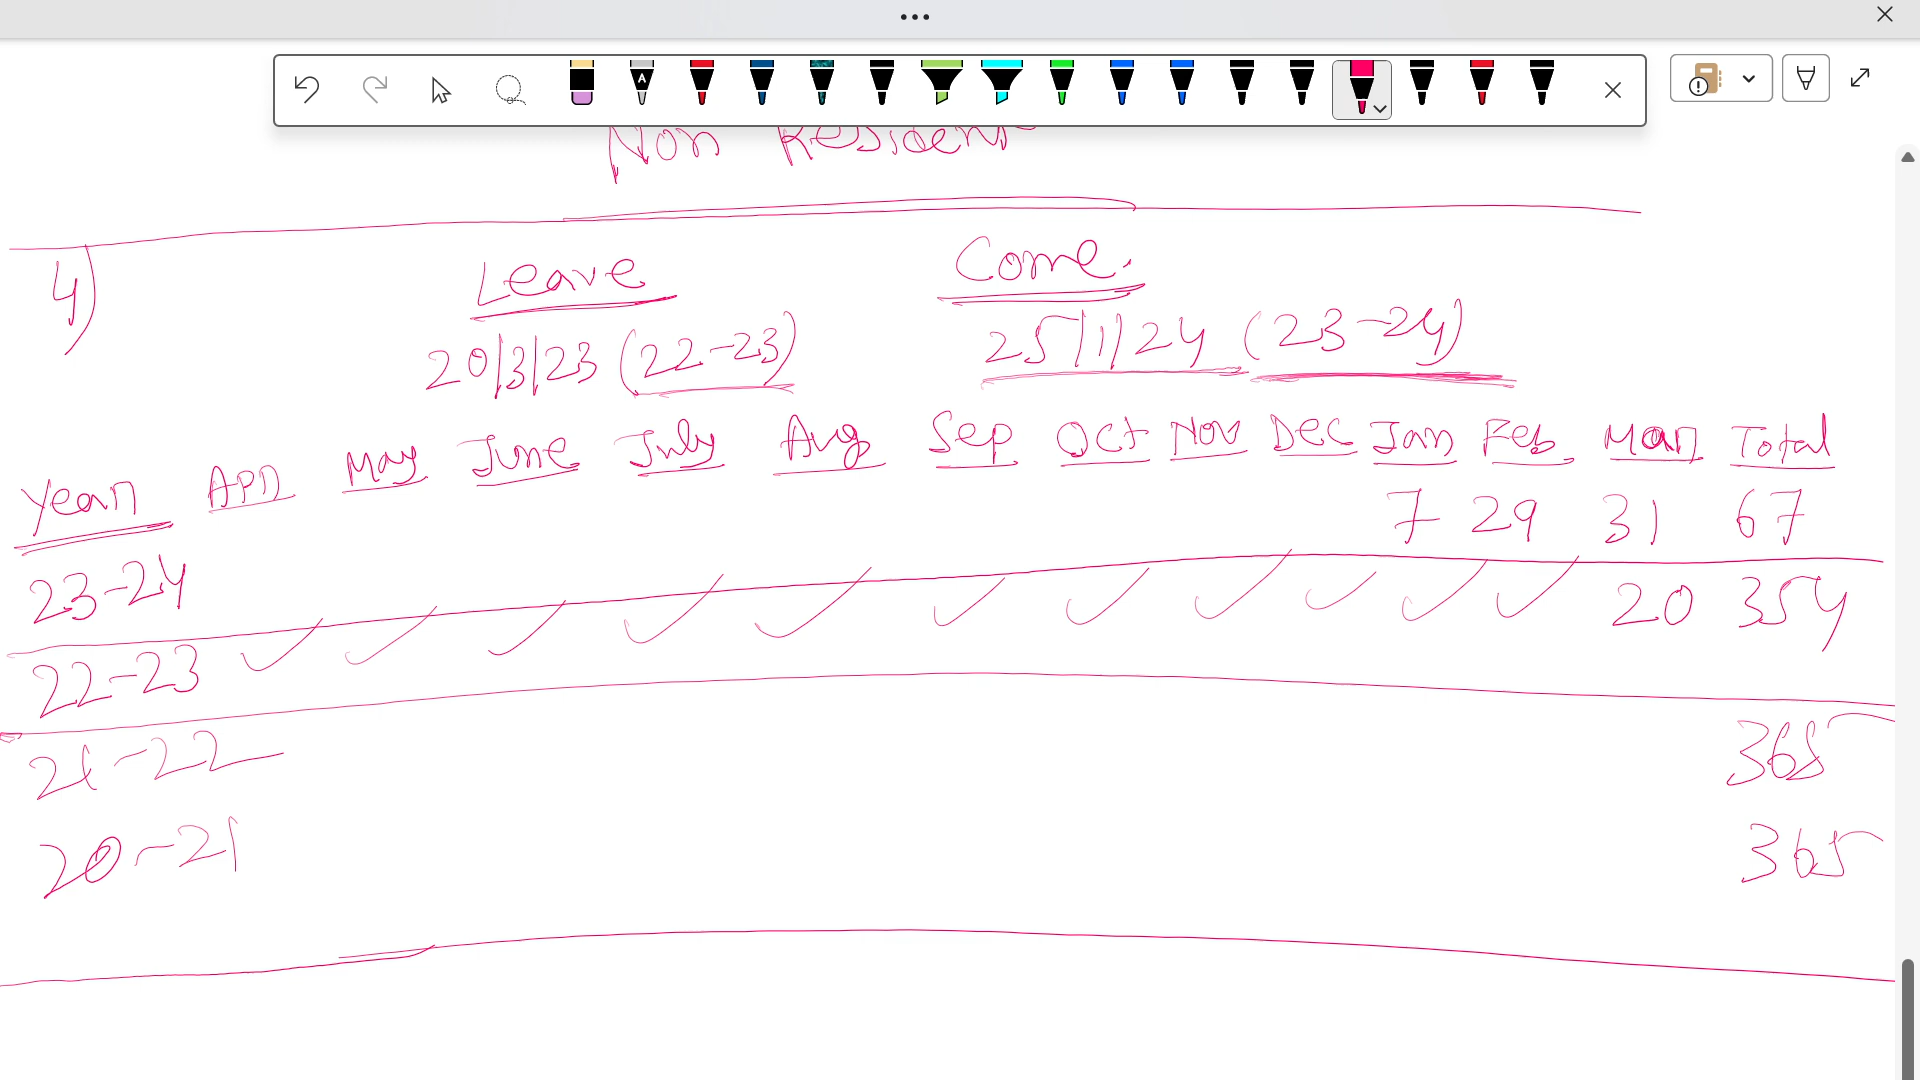 Non Resident
4) Leave Come.
20/3/23 (22-23) 25/1/24 (23-24)
Year Apr May June July Aug Sep Oct Nov Dec Jan Feb Mar Total
23-24 7 29 31 67
22-23 ✓ ✓ ✓ ✓ ✓ ✓ ✓ ✓ ✓ ✓ ✓ 20 354
21-22 365
20-21 365